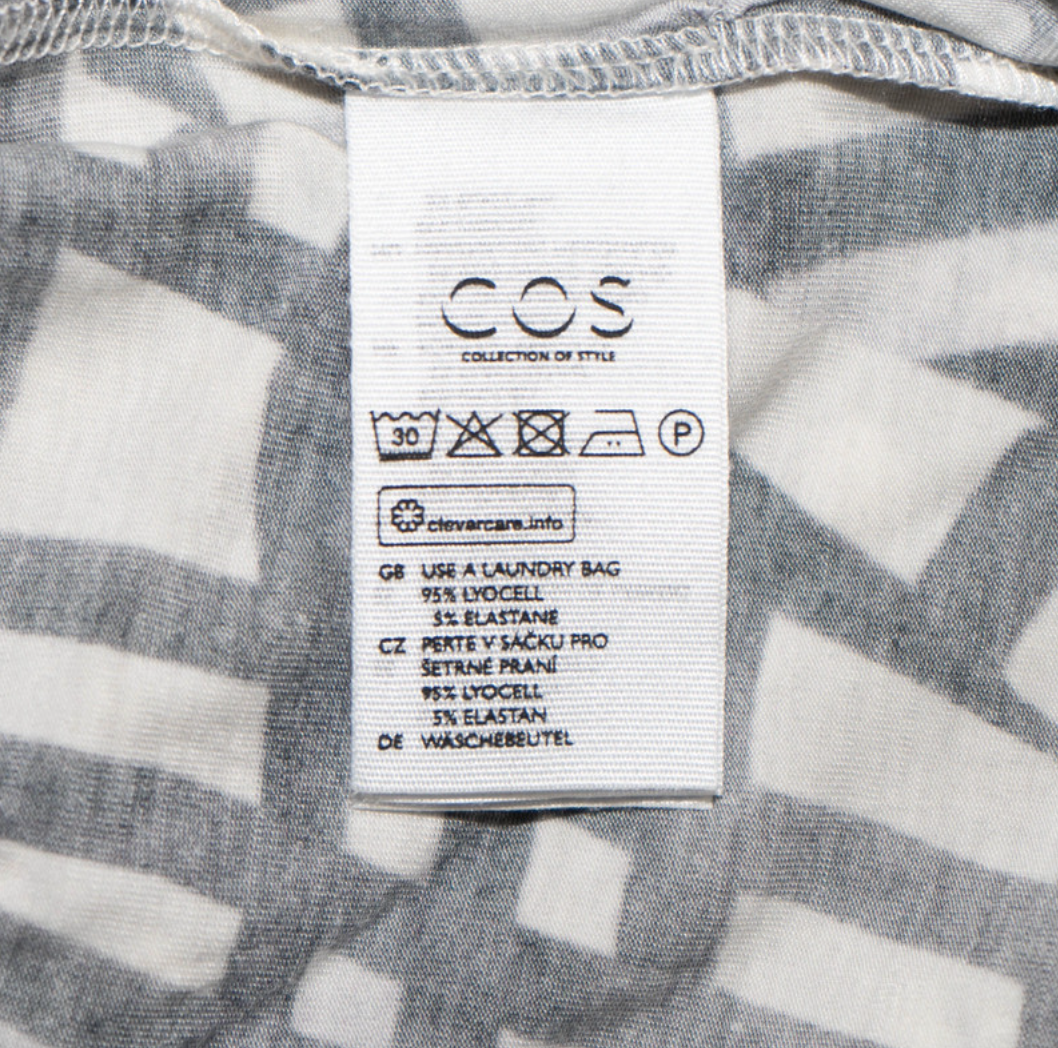 COS
COLLECTION OF STYLE
30 P
clevercare.info
GB USE A LAUNDRY BAG
95% LYOCELL
5% ELASTANE
CZ PERTE V SÁČKU PRO
ŠETRNÉ PRANÍ
95% LYOCELL
5% ELASTAN
DE WÄSCHEBEUTEL